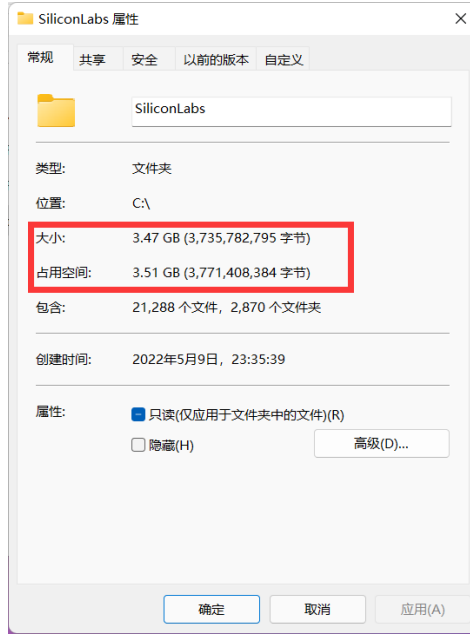 SiliconLabs 属性
常规 共享 安全 以前的版本 自定义
SiliconLabs
类型: 文件夹
位置: C:\
大小: 3.47 GB (3,735,782,795 字节)
占用空间: 3.51 GB (3,771,408,384 字节)
包含: 21,288 个文件，2,870 个文件夹
创建时间: 2022年5月9日，23:35:39
属性: 只读(仅应用于文件夹中的文件)(R)
隐藏(H) 高级(D)...
确定 取消 应用(A)